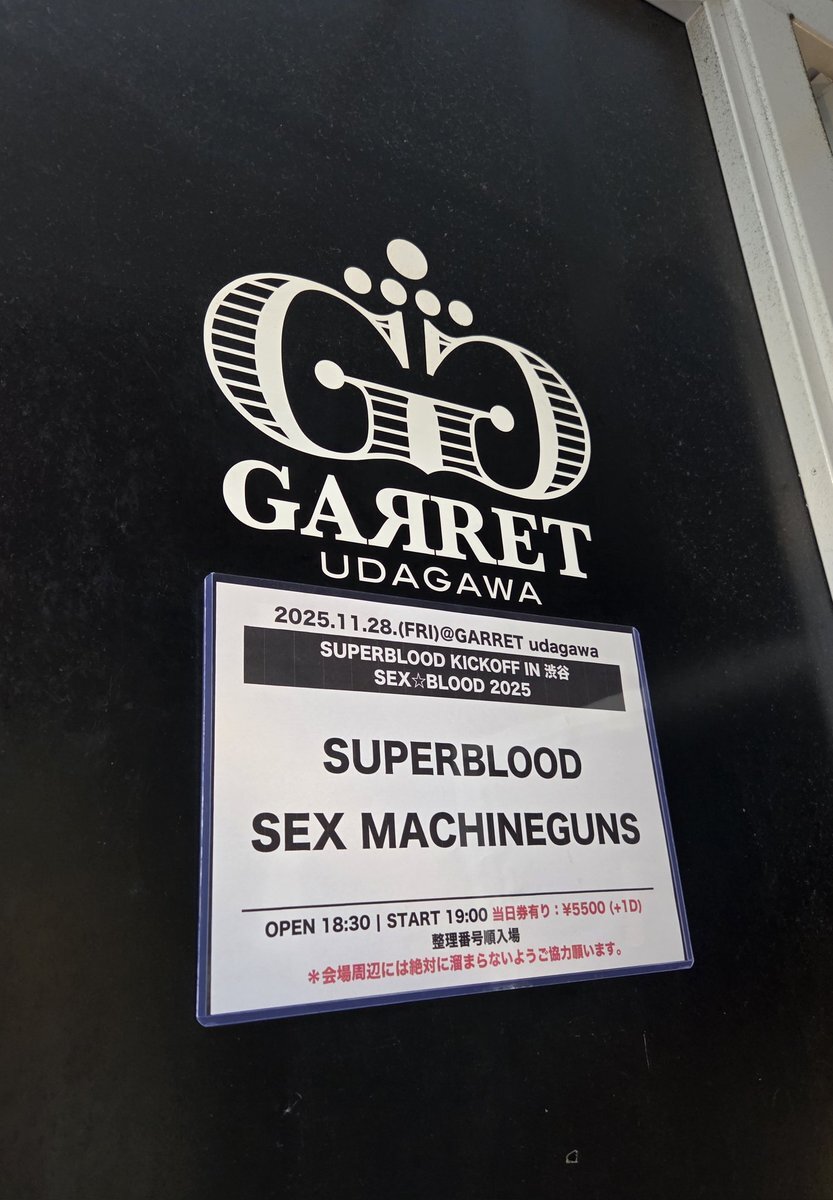 GAЯRET
UDAGAWA
2025.11.28.(FRI)@GARRET udagawa
SUPERBLOOD KICKOFF IN 渋谷
SEX☆BLOOD 2025
SUPERBLOOD
SEX MACHINEGUNS
OPEN 18:30 | START 19:00 当日券有り：¥5500 (+1D)
整理番号順入場
＊会場周辺には絶対に溜まらないようご協力願います。